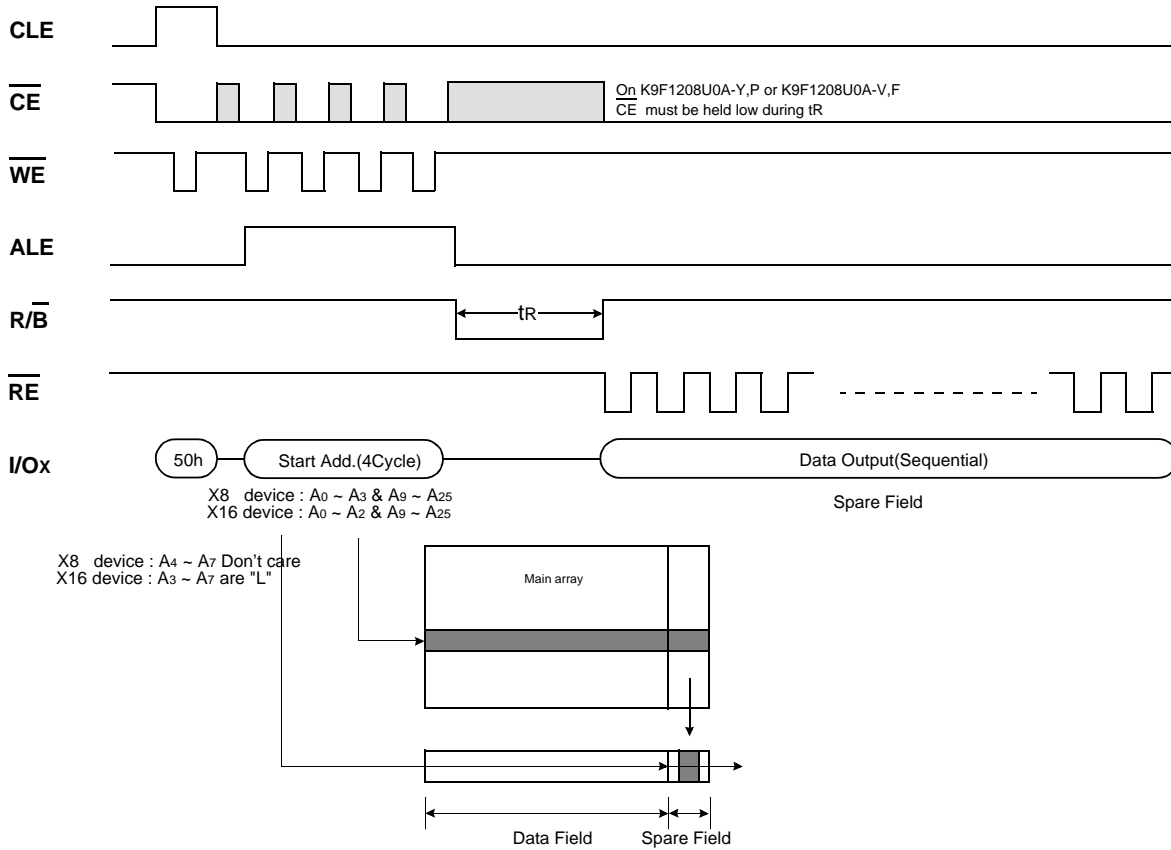 CLE
CE
On K9F1208U0A-Y,P or K9F1208U0A-V,F
CE must be held low during tR
WE
ALE
R/B
tR
RE
I/Ox
50h
Start Add.(4Cycle)
Data Output(Sequential)
X8 device : A0 ~ A3 & A9 ~ A25
X16 device : A0 ~ A2 & A9 ~ A25
Spare Field
X8 device : A4 ~ A7 Don't care
X16 device : A3 ~ A7 are "L"
Main array
Data Field
Spare Field